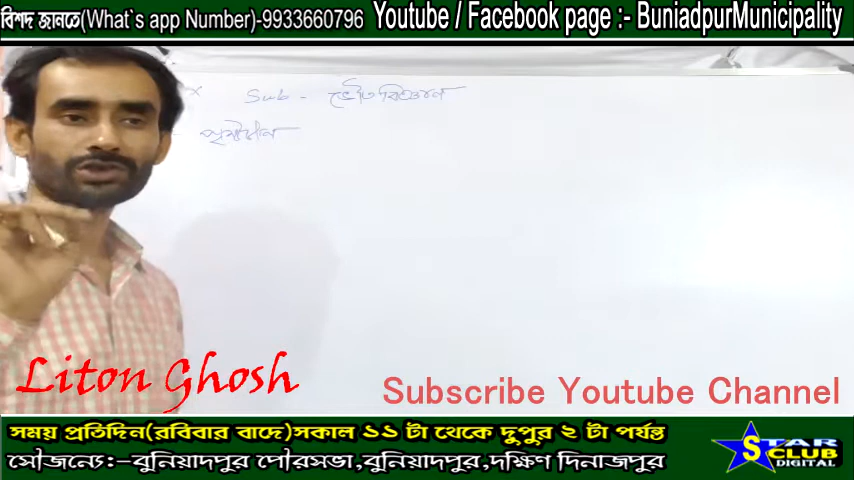 বিশদ জানতে(What`s app Number)-9933660796 Youtube / Facebook page :- BuniadpurMunicipality
x Sub - ভৌতবিজ্ঞান
Liton Ghosh
Subscribe Youtube Channel
সময় প্রতিদিন(রবিবার বাদে)সকাল ১১ টা থেকে দুপুর ২ টা পর্যন্ত
সৌজন্যে:-বুনিয়াদপুর পৌরসভা,বুনিয়াদপুর,দক্ষিণ দিনাজপুর
STAR CLUB DIGITAL